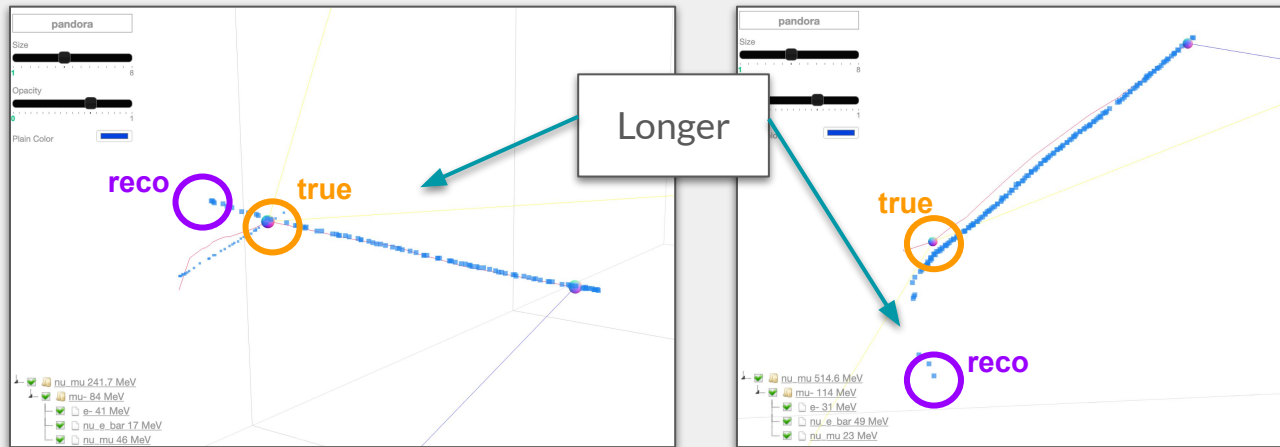 pandora
Size
1 8
Opacity
0 1
Plain Color
reco
true
nu_mu 241.7 MeV
mu- 84 MeV
e- 41 MeV
nu_e_bar 17 MeV
nu_mu 46 MeV
Longer
pandora
Size
8
1
true
reco
nu_mu 514.6 MeV
mu- 114 MeV
e- 31 MeV
nu_e_bar 49 MeV
nu_mu 23 MeV